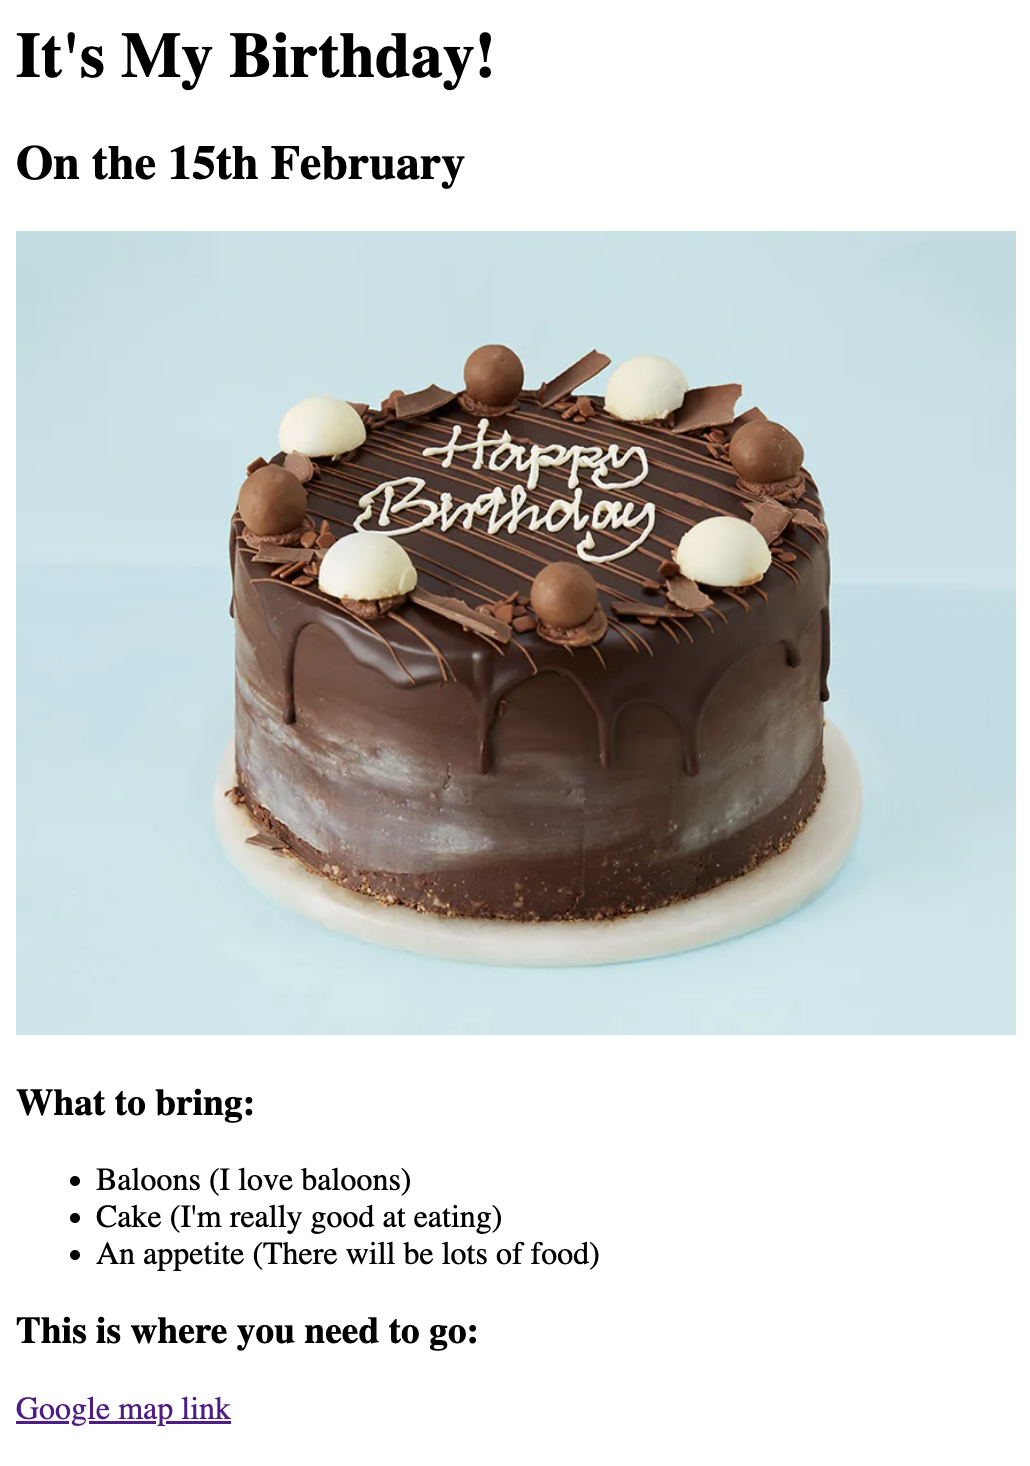 It's My Birthday!
On the 15th February
Happy
Birthday
What to bring:
Baloons (I love baloons)
Cake (I'm really good at eating)
An appetite (There will be lots of food)
This is where you need to go:
Google map link